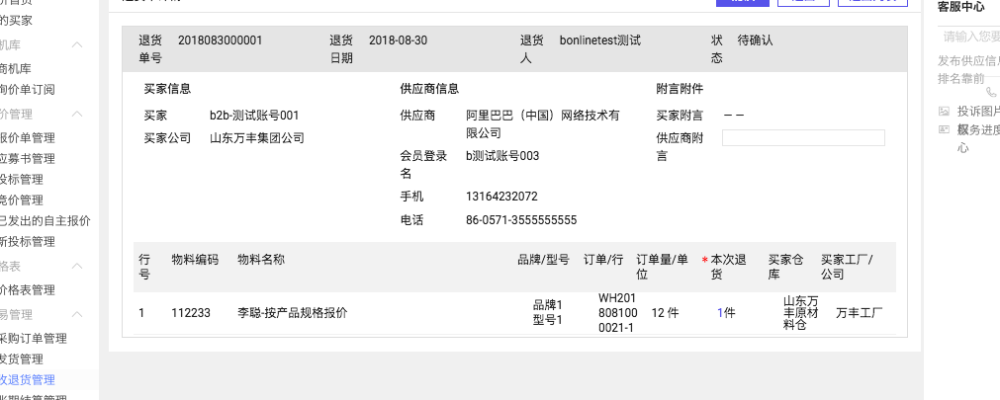 客服中心
的买家
退货单号 2018083000001 退货日期 2018-08-30 退货人 bonlinetest测试 状态 待确认
请输入您要
机库
发布供应信息
排名靠前
商机库
询价单订阅
买家信息 供应商信息 附言附件
投诉图片
价管理
买家 b2b-测试账号001 供应商 阿里巴巴（中国）网络技术有限公司 买家附言 — —
服务进度
心
报价单管理
买家公司 山东万丰集团公司 供应商附言
应募书管理
会员登录名 b测试账号003
投标管理
竞价管理
手机 13164232072
已发出的自主报价
电话 86-0571-3555555555
新投标管理
格表
行号 物料编码 物料名称 品牌/型号 订单/行 订单量/单位 *本次退货 买家仓库 买家工厂/公司
价格表管理
易管理
1 112233 李聪-按产品规格报价 品牌1 型号1 WH2018081000021-1 12 件 1件 山东万丰原材料仓 万丰工厂
采购订单管理
发货管理
收退货管理